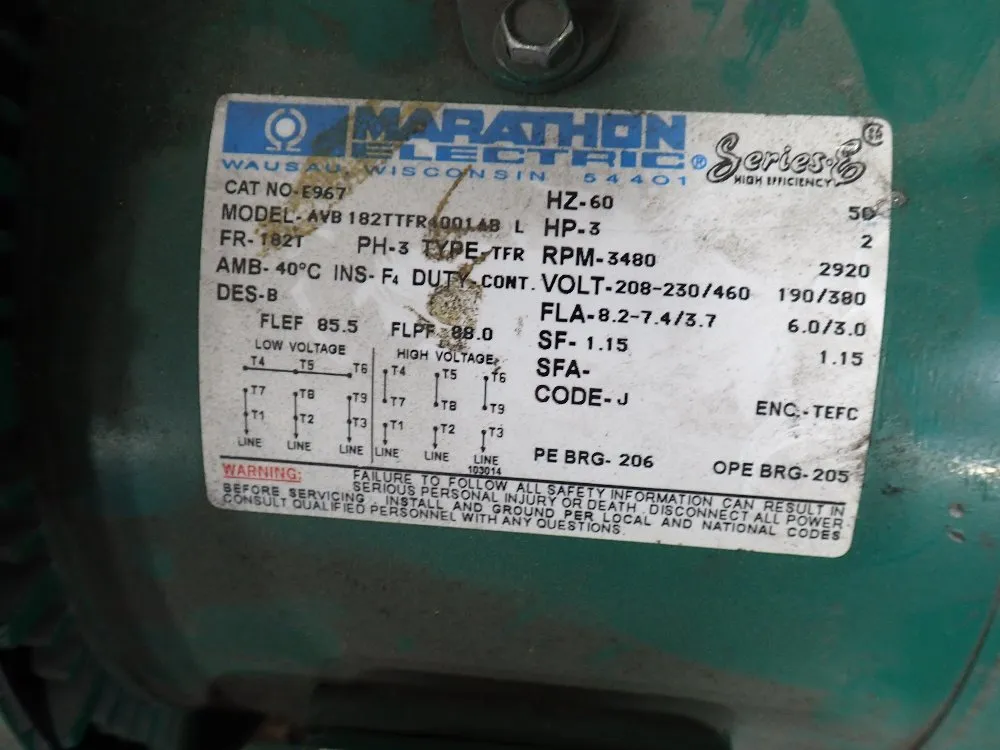 MARATHON
ELECTRIC®
WAUSAU, WISCONSIN 54401
Series-E
HIGH EFFICIENCY
CAT NO-E967 HZ-60 50
MODEL-AVB 182TTFR4001AB L HP-3 2
FR-182T PH-3 TYPE-TFR RPM-3480 2920
AMB-40°C INS-F4 DUTY-CONT. VOLT-208-230/460 190/380
DES-B FLA-8.2-7.4/3.7 6.0/3.0
FLEF 85.5 FLPF 88.0 SF-1.15 1.15
SFA-
CODE-J ENC.-TEFC
LOW VOLTAGE HIGH VOLTAGE
T4 T5 T6 T4 T5 T6
T7 T8 T9 T7 T8 T9
T1 T2 T3 T1 T2 T3
LINE LINE LINE LINE LINE LINE
103014
PE BRG-206 OPE BRG-205
WARNING: FAILURE TO FOLLOW ALL SAFETY INFORMATION CAN RESULT IN
SERIOUS PERSONAL INJURY OR DEATH. DISCONNECT ALL POWER
BEFORE SERVICING. INSTALL AND GROUND PER LOCAL AND NATIONAL CODES
CONSULT QUALIFIED PERSONNEL WITH ANY QUESTIONS.